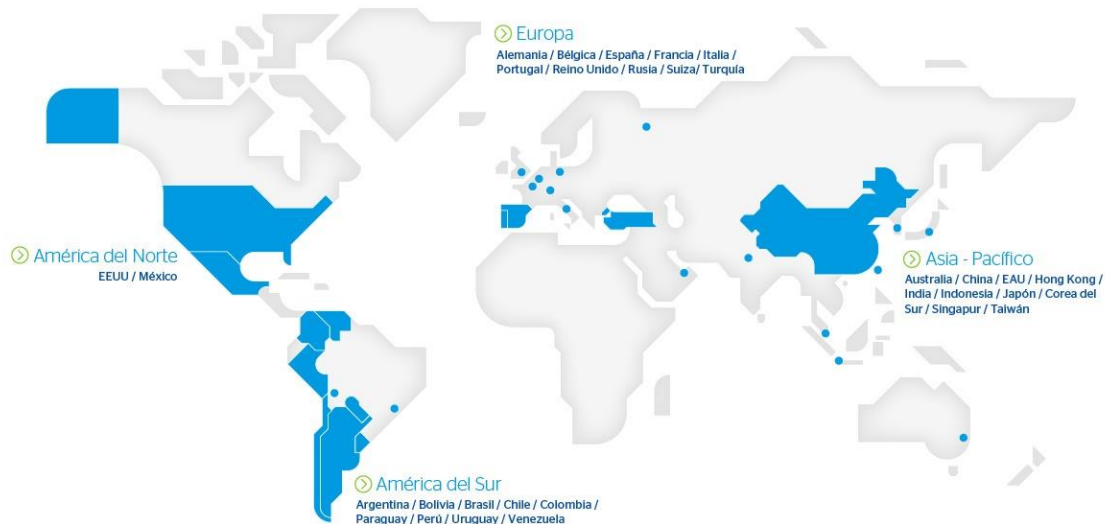 Europa
Alemania / Bélgica / España / Francia / Italia /
Portugal / Reino Unido / Rusia / Suiza/ Turquía
América del Norte
EEUU / México
Asia - Pacífico
Australia / China / EAU / Hong Kong /
India / Indonesia / Japón / Corea del
Sur / Singapur / Taiwán
América del Sur
Argentina / Bolivia / Brasil / Chile / Colombia /
Paraguay / Perú / Uruguay / Venezuela